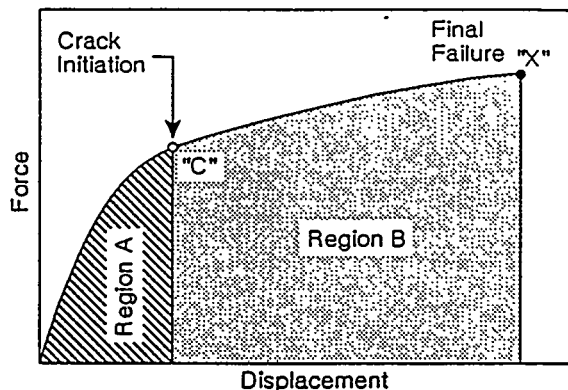 Crack
Initiation
Final
Failure "X"
"C"
Force
Region A
Region B
Displacement